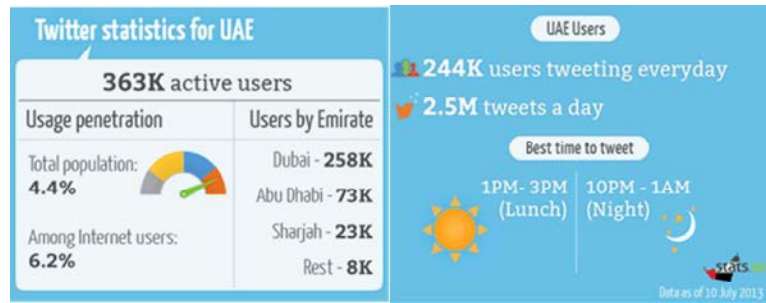 Twitter statistics for UAE
363K active users
Usage penetration
Total population:
4.4%
Among Internet users:
6.2%
Users by Emirate
Dubai - 258K
Abu Dhabi - 73K
Sharjah - 23K
Rest - 8K
UAE Users
244K users tweeting everyday
2.5M tweets a day
Best time to tweet
1PM- 3PM
(Lunch)
10PM - 1AM
(Night)
Data as of 10 July 2013